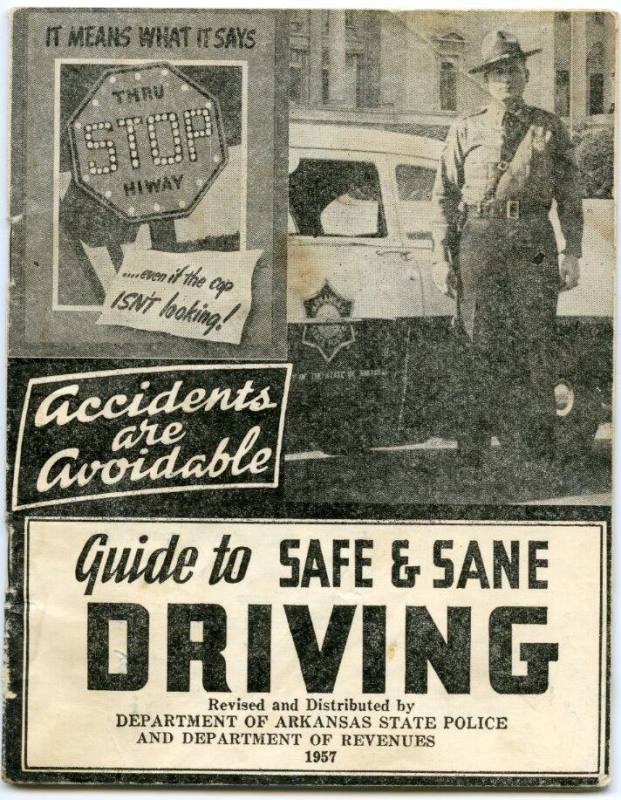 IT MEANS WHAT IT SAYS
THRU
STOP
HIWAY
....even if the cop
ISN'T looking!
Accidents
are
Avoidable
Guide to SAFE & SANE
DRIVING
Revised and Distributed by
DEPARTMENT OF ARKANSAS STATE POLICE
AND DEPARTMENT OF REVENUES
1957